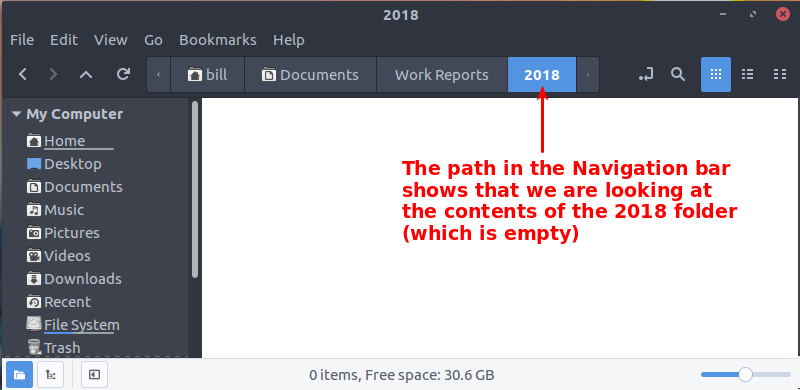 2018
File Edit View Go Bookmarks Help
bill Documents Work Reports 2018
My Computer
Home
Desktop
Documents
Music
Pictures
Videos
Downloads
Recent
File System
Trash
The path in the Navigation bar
shows that we are looking at
the contents of the 2018 folder
(which is empty)
0 items, Free space: 30.6 GB